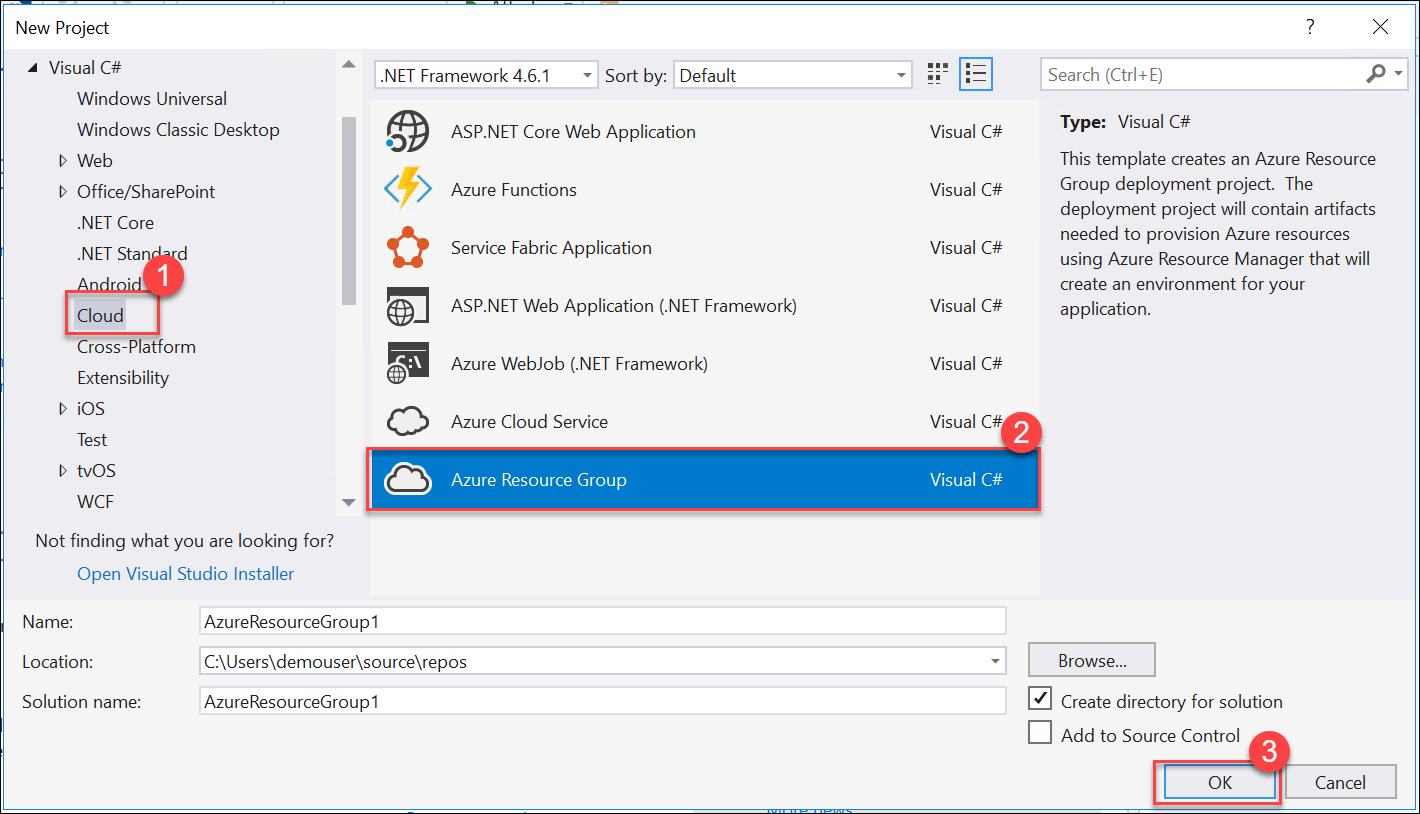 New Project
?
Visual C#
Windows Universal
Windows Classic Desktop
Web
Office/SharePoint
.NET Core
.NET Standard
Android
1
Cloud
Cross-Platform
Extensibility
iOS
Test
tvOS
WCF
Not finding what you are looking for?
Open Visual Studio Installer
.NET Framework 4.6.1
Sort by:
Default
ASP.NET Core Web Application Visual C#
Azure Functions Visual C#
Service Fabric Application Visual C#
ASP.NET Web Application (.NET Framework) Visual C#
C:\
Azure WebJob (.NET Framework) Visual C#
Azure Cloud Service Visual C#
2
Azure Resource Group Visual C#
Search (Ctrl+E)
Type: Visual C#
This template creates an Azure Resource
Group deployment project. The
deployment project will contain artifacts
needed to provision Azure resources
using Azure Resource Manager that will
create an environment for your
application.
Name: AzureResourceGroup1
Location: C:\Users\demouser\source\repos
Browse...
Solution name: AzureResourceGroup1
Create directory for solution
Add to Source Control
3
OK
Cancel